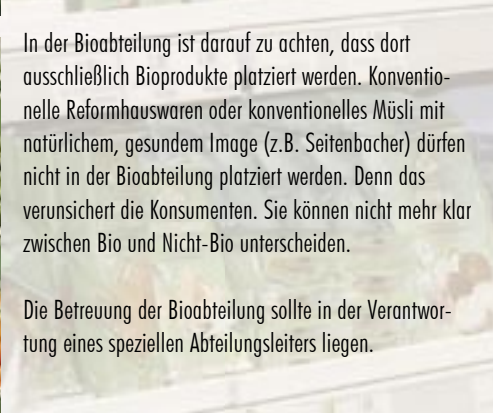 In der Bioabteilung ist darauf zu achten, dass dort
ausschließlich Bioprodukte platziert werden. Konventio-
nelle Reformhauswaren oder konventionelles Müsli mit
natürlichem, gesundem Image (z.B. Seitenbacher) dürfen
nicht in der Bioabteilung platziert werden. Denn das
verunsichert die Konsumenten. Sie können nicht mehr klar
zwischen Bio und Nicht-Bio unterscheiden.
Die Betreuung der Bioabteilung sollte in der Verantwor-
tung eines speziellen Abteilungsleiters liegen.